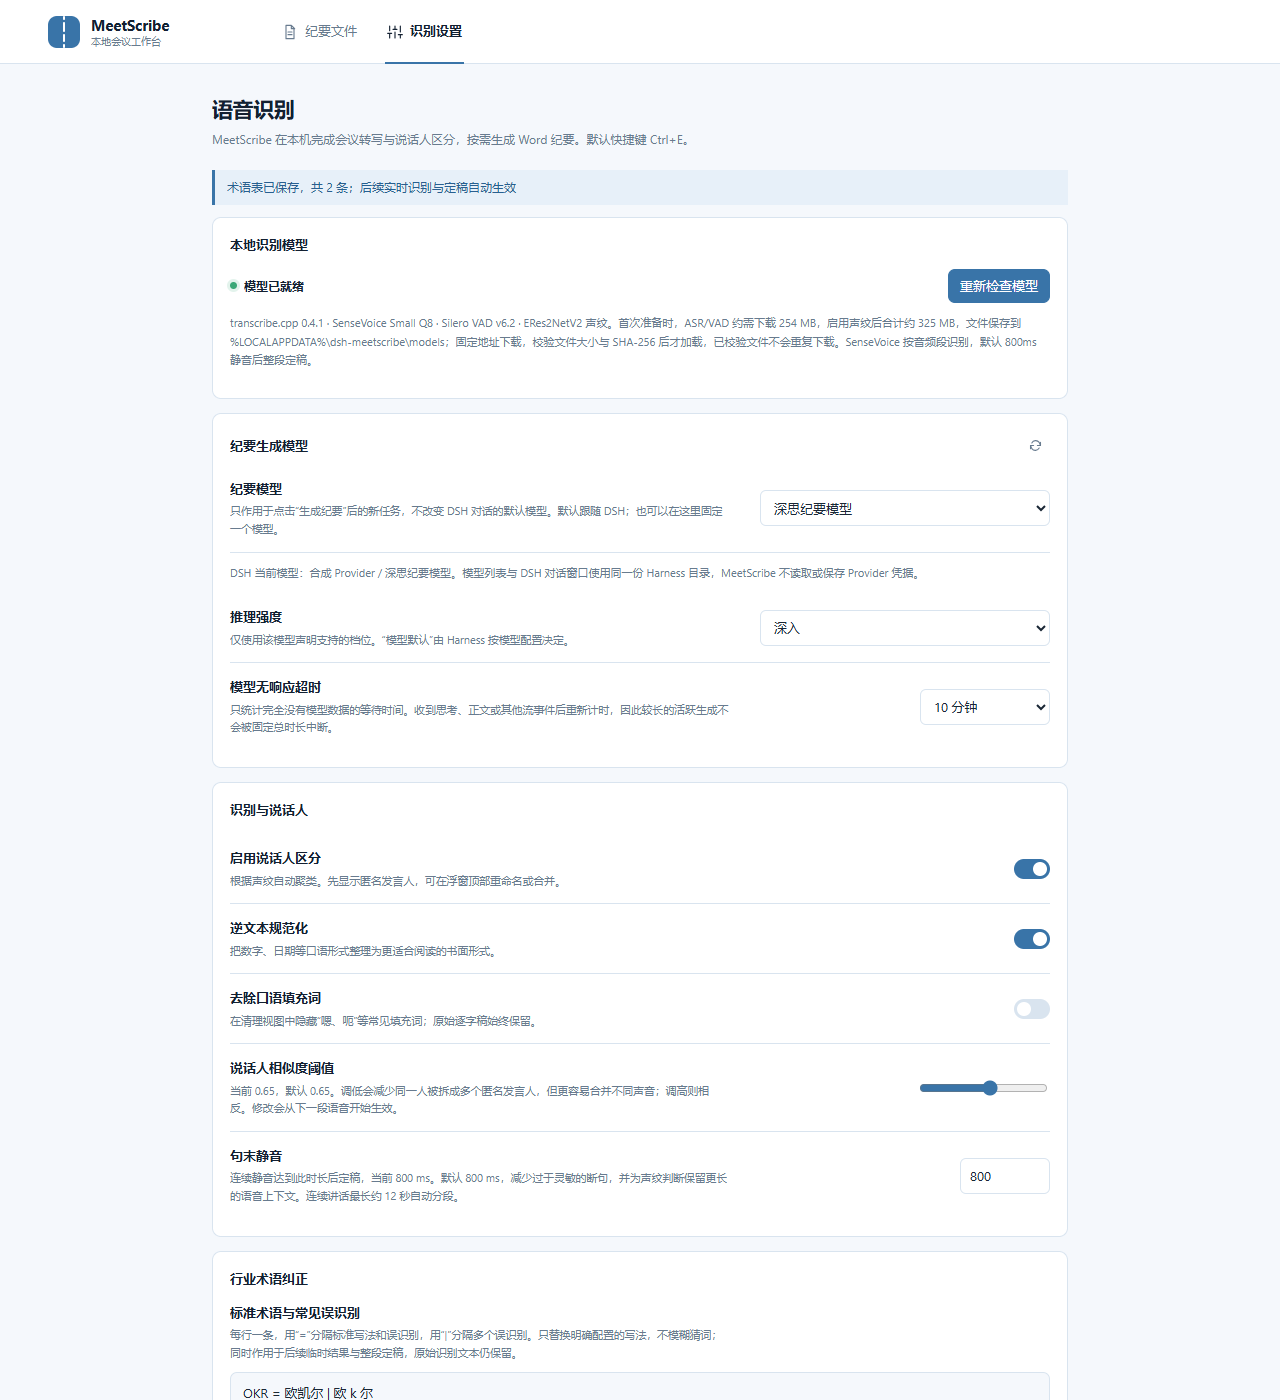 MeetScribe
本地会议工作台
纪要文件
识别设置
语音识别
MeetScribe 在本机完成会议转写与说话人区分，按需生成 Word 纪要。默认快捷键 Ctrl+E。
术语表已保存，共 2 条；后续实时识别与定稿自动生效
本地识别模型
模型已就绪
重新检查模型
transcribe.cpp 0.4.1 · SenseVoice Small Q8 · Silero VAD v6.2 · ERes2NetV2 声纹。首次准备时，ASR/VAD 约需下载 254 MB，启用声纹后合计约 325 MB，文件保存到
%LOCALAPPDATA%\dsh-meetscribe\models；固定地址下载，校验文件大小与 SHA-256 后才加载，已校验文件不会重复下载。SenseVoice 按音频段识别，默认 800ms
静音后整段定稿。
纪要生成模型
纪要模型
只作用于点击“生成纪要”后的新任务，不改变 DSH 对话的默认模型。默认跟随 DSH；也可以在这里固定
一个模型。
深思纪要模型
DSH 当前模型：合成 Provider / 深思纪要模型。模型列表与 DSH 对话窗口使用同一份 Harness 目录，MeetScribe 不读取或保存 Provider 凭据。
推理强度
仅使用该模型声明支持的档位。“模型默认”由 Harness 按模型配置决定。
深入
模型无响应超时
只统计完全没有模型数据的等待时间。收到思考、正文或其他流事件后重新计时，因此较长的活跃生成不
会被固定总时长中断。
10 分钟
识别与说话人
启用说话人区分
根据声纹自动聚类。先显示匿名发言人，可在浮窗顶部重命名或合并。
逆文本规范化
把数字、日期等口语形式整理为更适合阅读的书面形式。
去除口语填充词
在清理视图中隐藏“嗯、呃”等常见填充词；原始逐字稿始终保留。
说话人相似度阈值
当前 0.65，默认 0.65。调低会减少同一人被拆成多个匿名发言人，但更容易合并不同声音；调高则相
反。修改会从下一段语音开始生效。
句末静音
连续静音达到此时长后定稿，当前 800 ms。默认 800 ms，减少过于灵敏的断句，并为声纹判断保留更长
的语音上下文。连续讲话最长约 12 秒自动分段。
800
行业术语纠正
标准术语与常见误识别
每行一条，用“=”分隔标准写法和误识别，用“|”分隔多个误识别。只替换明确配置的写法，不模糊猜词；
同时作用于后续临时结果与整段定稿，原始识别文本仍保留。
OKR = 欧凯尔 | 欧 k 尔